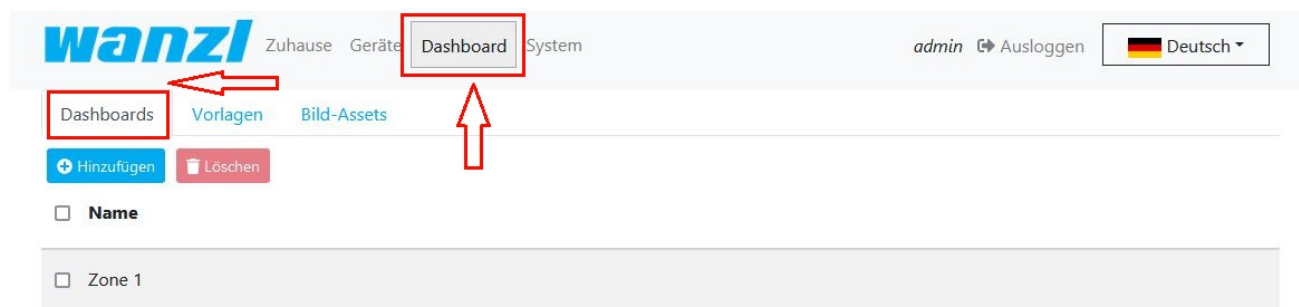 wanzl Zuhause Geräte Dashboard System admin Ausloggen Deutsch
Dashboards Vorlagen Bild-Assets
Hinzufügen Löschen
Name
Zone 1